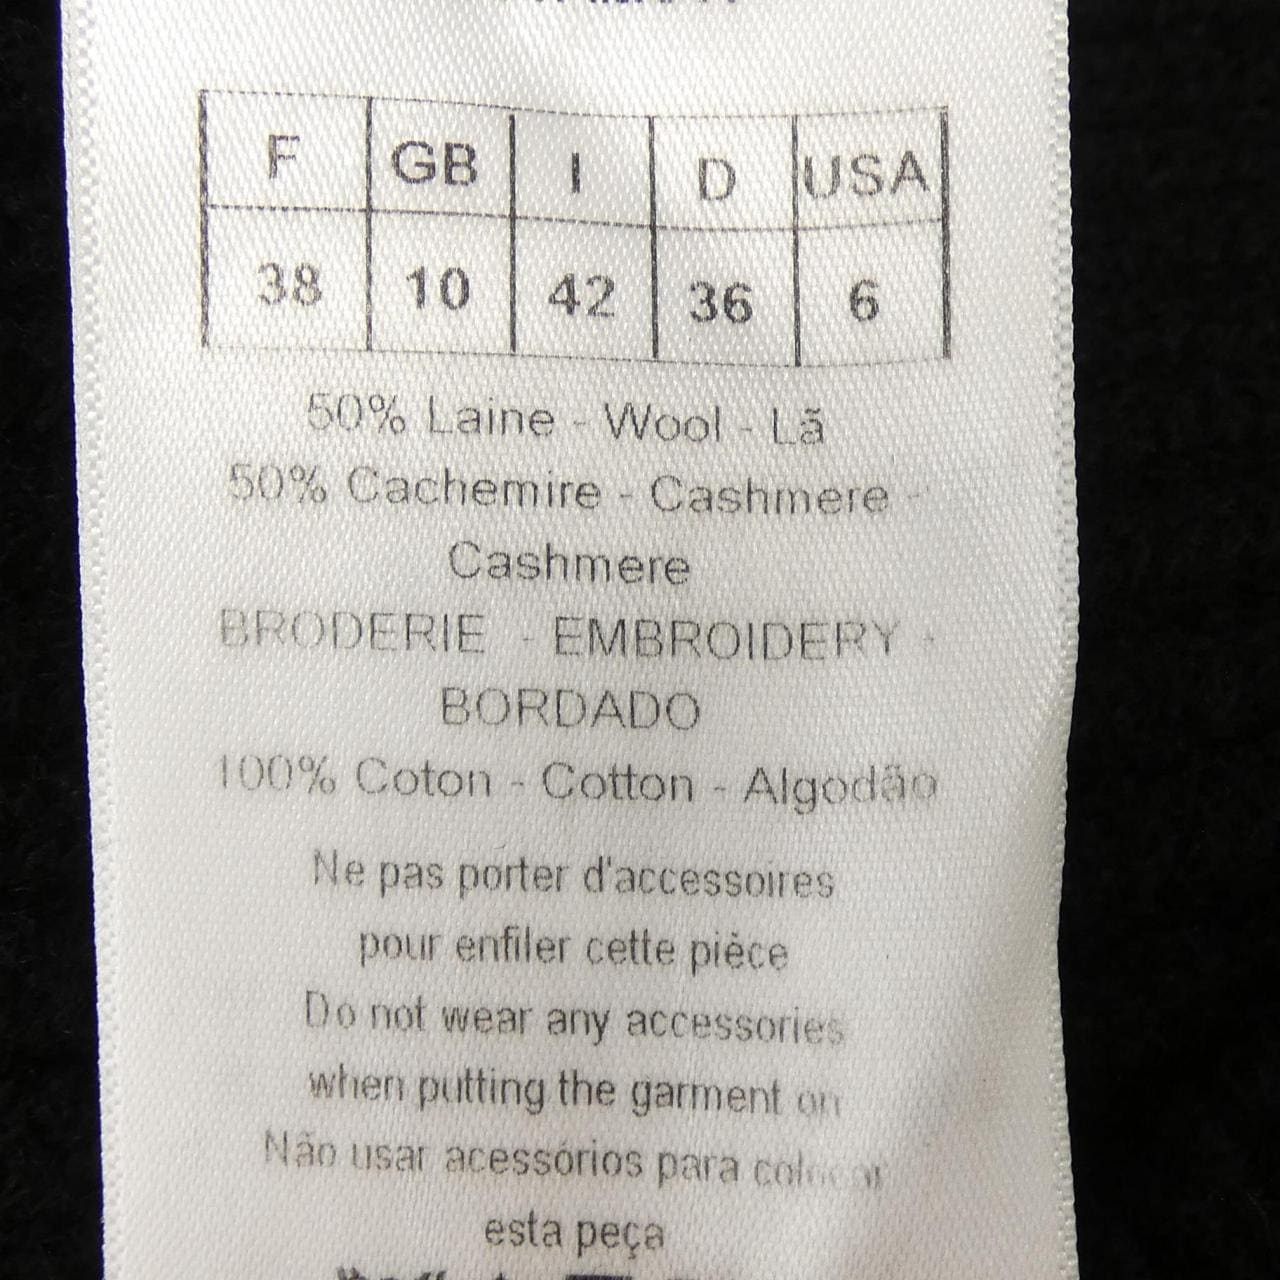 F GB I D USA
38 10 42 36 6
50% Laine - Wool - Lã
50% Cachemire - Cashmere -
Cashmere
BRODERIE - EMBROIDERY -
BORDADO
100% Coton - Cotton - Algodão
Ne pas porter d'accessoires
pour enfiler cette pièce
Do not wear any accessories
when putting the garment on
Não usar acessórios para colocar
esta peça